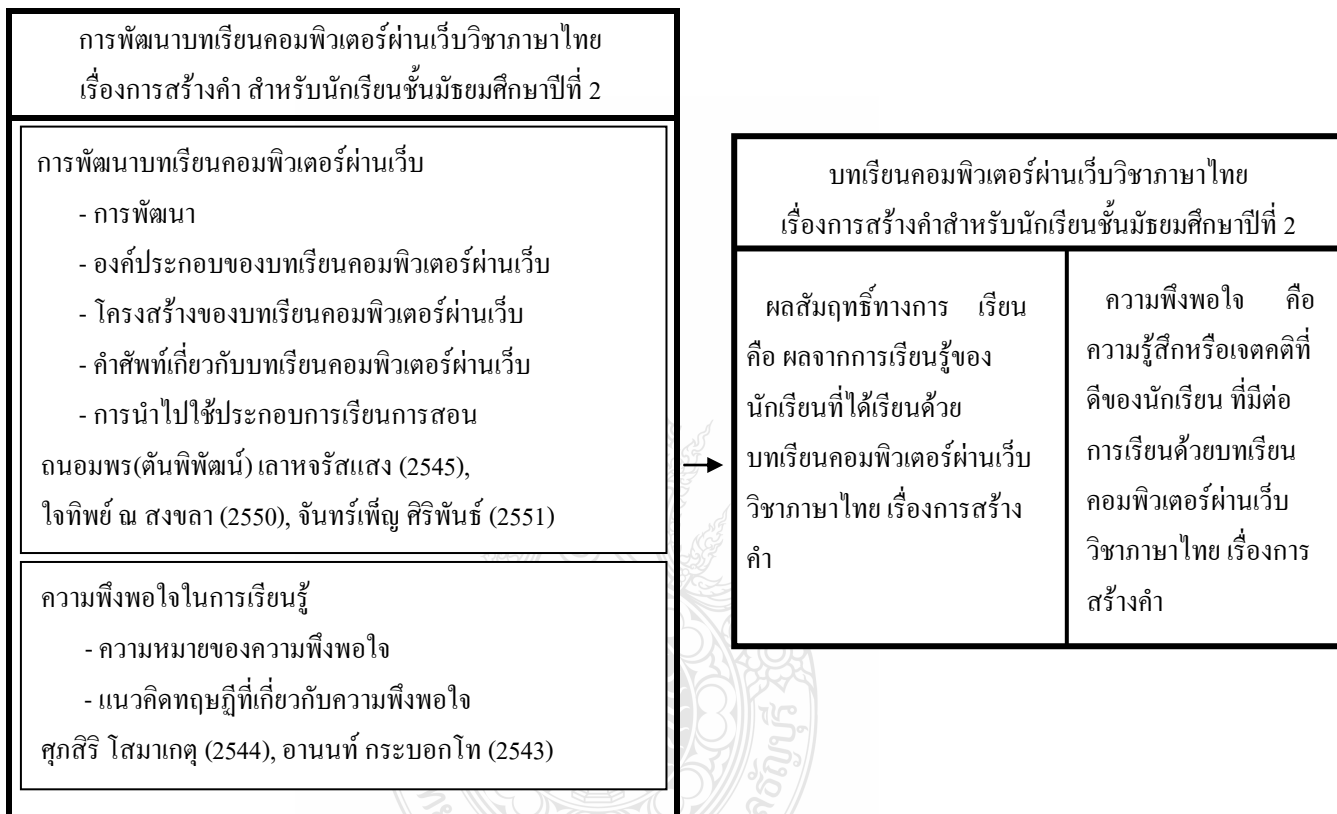 การพัฒนาบทเรียนคอมพิวเตอร์ผ่านเว็บวิชาภาษาไทย
เรื่องการสร้างคำ สำหรับนักเรียนชั้นมัธยมศึกษาปีที่ 2
การพัฒนาบทเรียนคอมพิวเตอร์ผ่านเว็บ
- การพัฒนา
- องค์ประกอบของบทเรียนคอมพิวเตอร์ผ่านเว็บ
- โครงสร้างของบทเรียนคอมพิวเตอร์ผ่านเว็บ
- คำศัพท์เกี่ยวกับบทเรียนคอมพิวเตอร์ผ่านเว็บ
- การนำไปใช้ประกอบการเรียนการสอน
ถนอมพร(ตันพิพัฒน์) เลาหจรัสแสง (2545),
ใจทิพย์ ณ สงขลา (2550), จันทร์เพ็ญ ศิริพันธ์ (2551)
ความพึงพอใจในการเรียนรู้
- ความหมายของความพึงพอใจ
- แนวคิดทฤษฎีที่เกี่ยวกับความพึงพอใจ
ศุภสิริ โสมาเกตุ (2544), อานนท์ กระบอกโท (2543)
บทเรียนคอมพิวเตอร์ผ่านเว็บวิชาภาษาไทย
เรื่องการสร้างคำสำหรับนักเรียนชั้นมัธยมศึกษาปีที่ 2
ผลสัมฤทธิ์ทางการ เรียน
คือ ผลจากการเรียนรู้ของ
นักเรียนที่ได้เรียนด้วย
บทเรียนคอมพิวเตอร์ผ่านเว็บ
วิชาภาษาไทย เรื่องการสร้าง
คำ
ความพึงพอใจ คือ
ความรู้สึกหรือเจตคติที่
ดีของนักเรียน ที่มีต่อ
การเรียนด้วยบทเรียน
คอมพิวเตอร์ผ่านเว็บ
วิชาภาษาไทย เรื่องการ
สร้างคำ